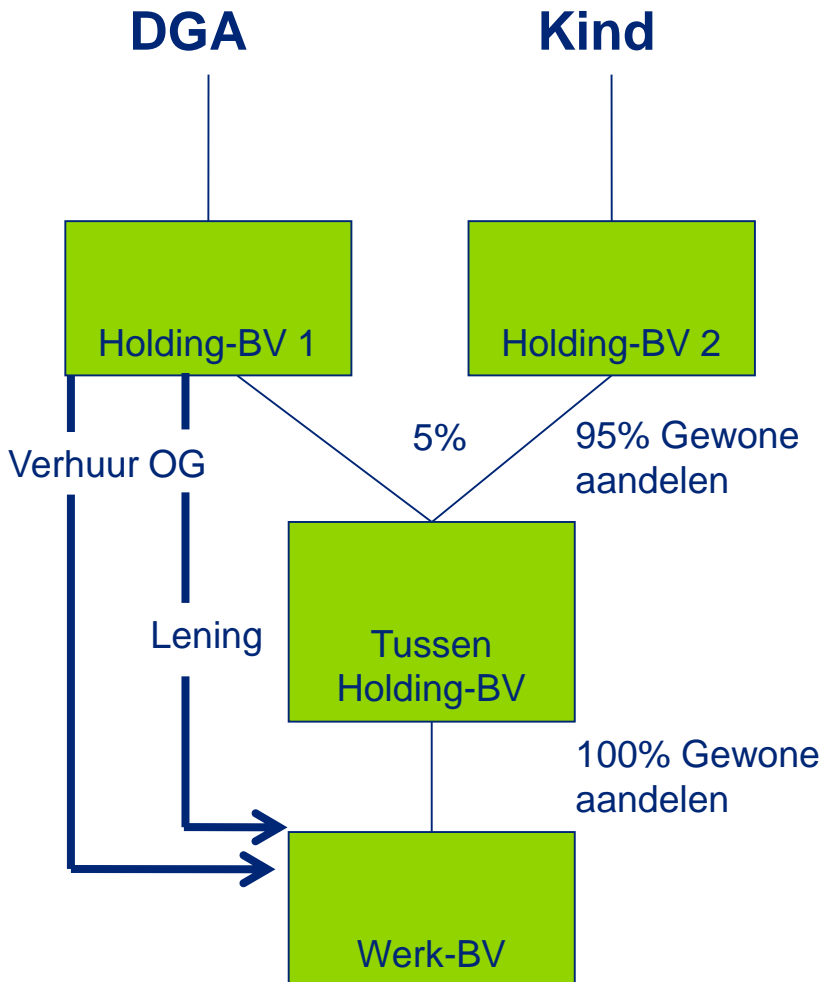 DGA
Kind
Holding-BV 1
Holding-BV 2
5%
95% Gewone
aandelen
Verhuur OG
Lening
Tussen
Holding-BV
100% Gewone
aandelen
Werk-BV